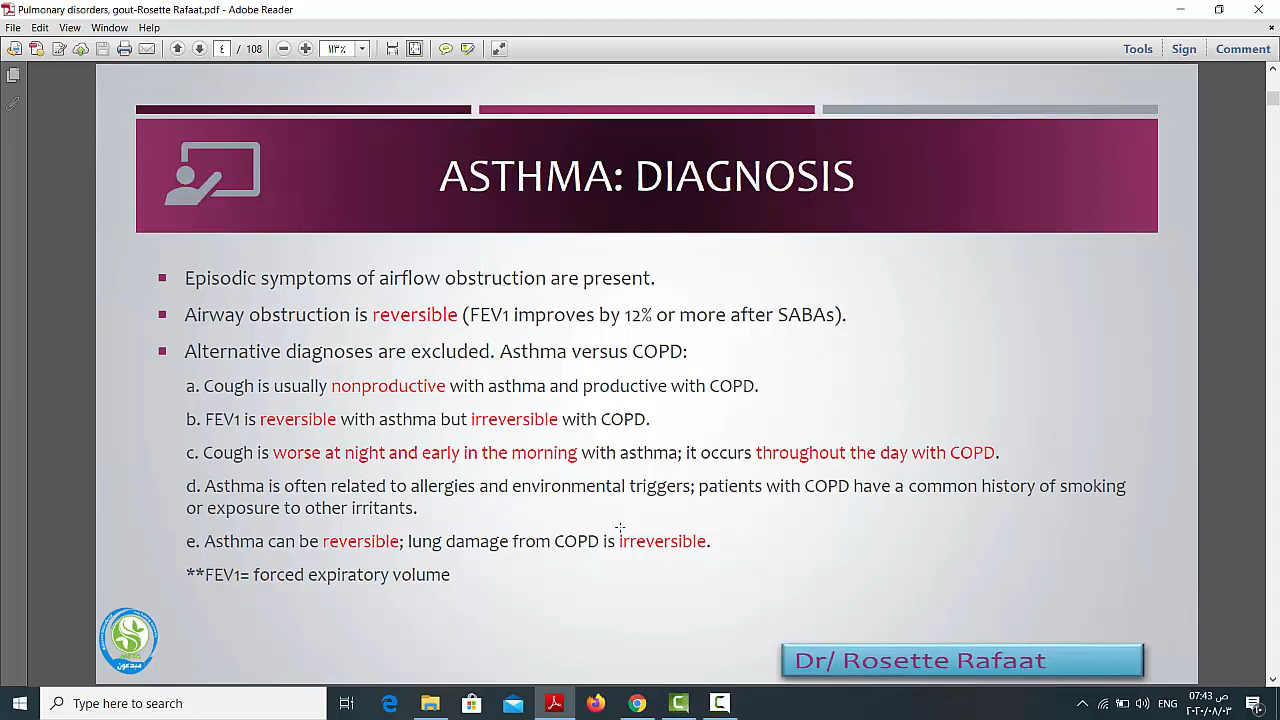 Pulmonary disorders, gout-Rosette Rafaat.pdf - Adobe Reader
File Edit View Window Help
٤ / 108 ١١٣٪ Tools Sign Comment
ASTHMA: DIAGNOSIS
Episodic symptoms of airflow obstruction are present.
Airway obstruction is reversible (FEV1 improves by 12% or more after SABAs).
Alternative diagnoses are excluded. Asthma versus COPD:
a. Cough is usually nonproductive with asthma and productive with COPD.
b. FEV1 is reversible with asthma but irreversible with COPD.
c. Cough is worse at night and early in the morning with asthma; it occurs throughout the day with COPD.
d. Asthma is often related to allergies and environmental triggers; patients with COPD have a common history of smoking
or exposure to other irritants.
e. Asthma can be reversible; lung damage from COPD is irreversible.
**FEV1= forced expiratory volume
مبدعون
Dr/ Rosette Rafaat
Type here to search
ENG
07:43 ص
٢٠٢٠/٠٨/٠٣